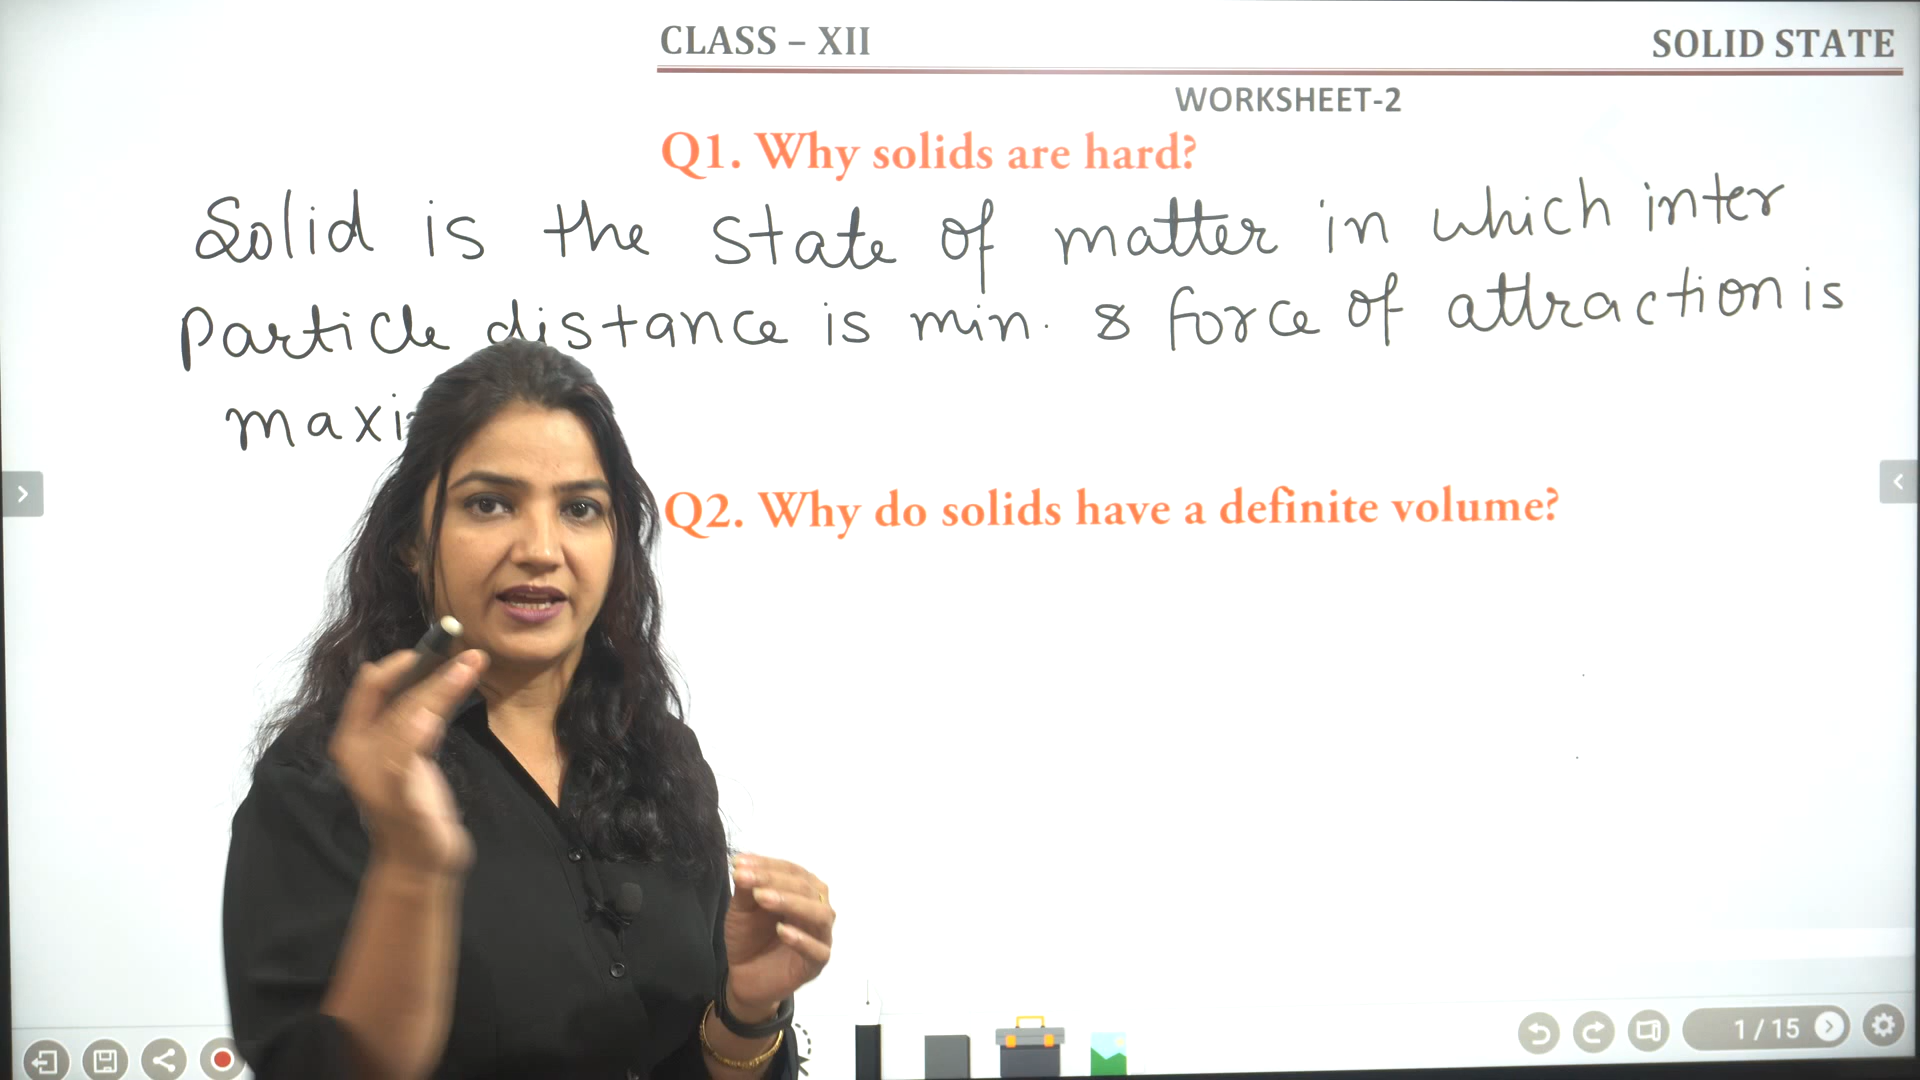 CLASS – XII
SOLID STATE
WORKSHEET-2
Q1. Why solids are hard?
Solid is the state of matter in which inter
particle distance is min. & force of attraction is
maxi
Q2. Why do solids have a definite volume?
1 / 15